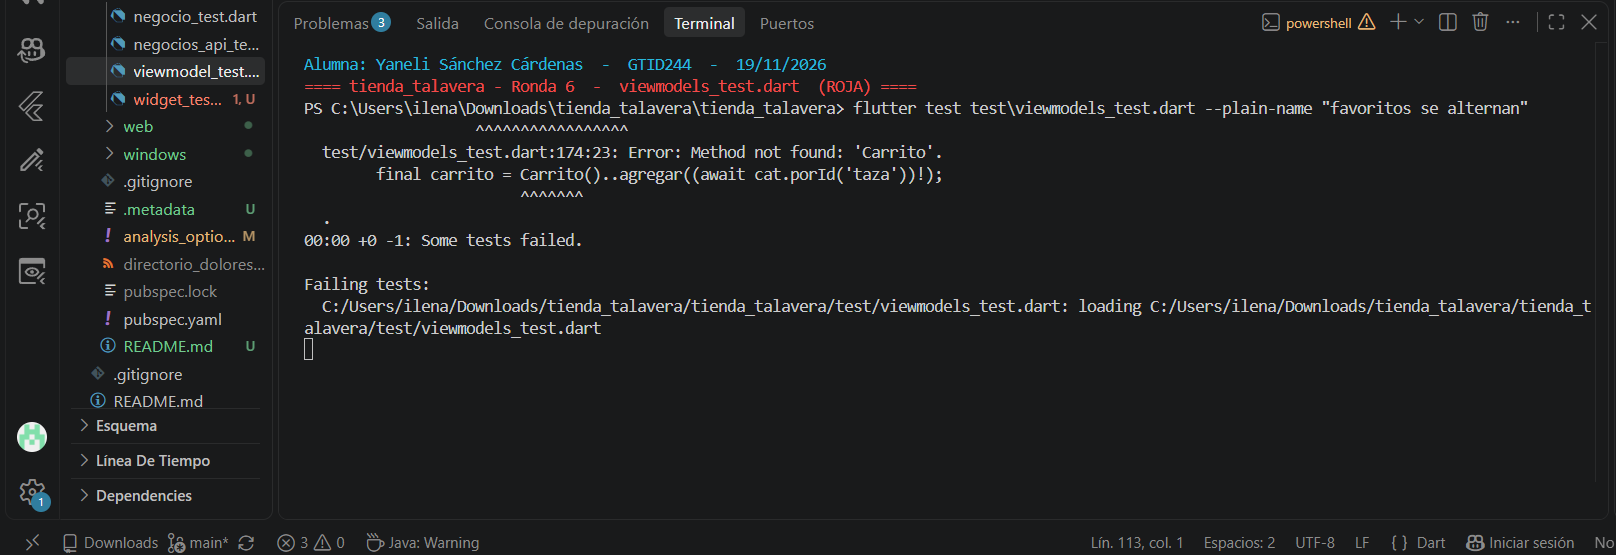 negocio_test.dart
negocios_api_te...
viewmodel_test....
widget_tes... 1, U
web
windows
.gitignore
.metadata U
analysis_optio... M
directorio_dolores...
pubspec.lock
pubspec.yaml
README.md U
.gitignore
README.md
Esquema
Línea De Tiempo
Dependencies
1
Problemas 3 Salida Consola de depuración Terminal Puertos
powershell
Alumna: Yaneli Sánchez Cárdenas - GTID244 - 19/11/2026
==== tienda_talavera - Ronda 6 - viewmodels_test.dart (ROJA) ====
PS C:\Users\ilena\Downloads\tienda_talavera\tienda_talavera> flutter test test\viewmodels_test.dart --plain-name "favoritos se alternan"
^^^^^^^^^^^^^^^^^
test/viewmodels_test.dart:174:23: Error: Method not found: 'Carrito'.
final carrito = Carrito()..agregar((await cat.porId('taza'))!);
^^^^^^^
.
00:00 +0 -1: Some tests failed.
Failing tests:
C:/Users/ilena/Downloads/tienda_talavera/tienda_talavera/test/viewmodels_test.dart: loading C:/Users/ilena/Downloads/tienda_talavera/tienda_t
alavera/test/viewmodels_test.dart
Downloads main* 3 0 Java: Warning Lín. 113, col. 1 Espacios: 2 UTF-8 LF { } Dart Iniciar sesión No